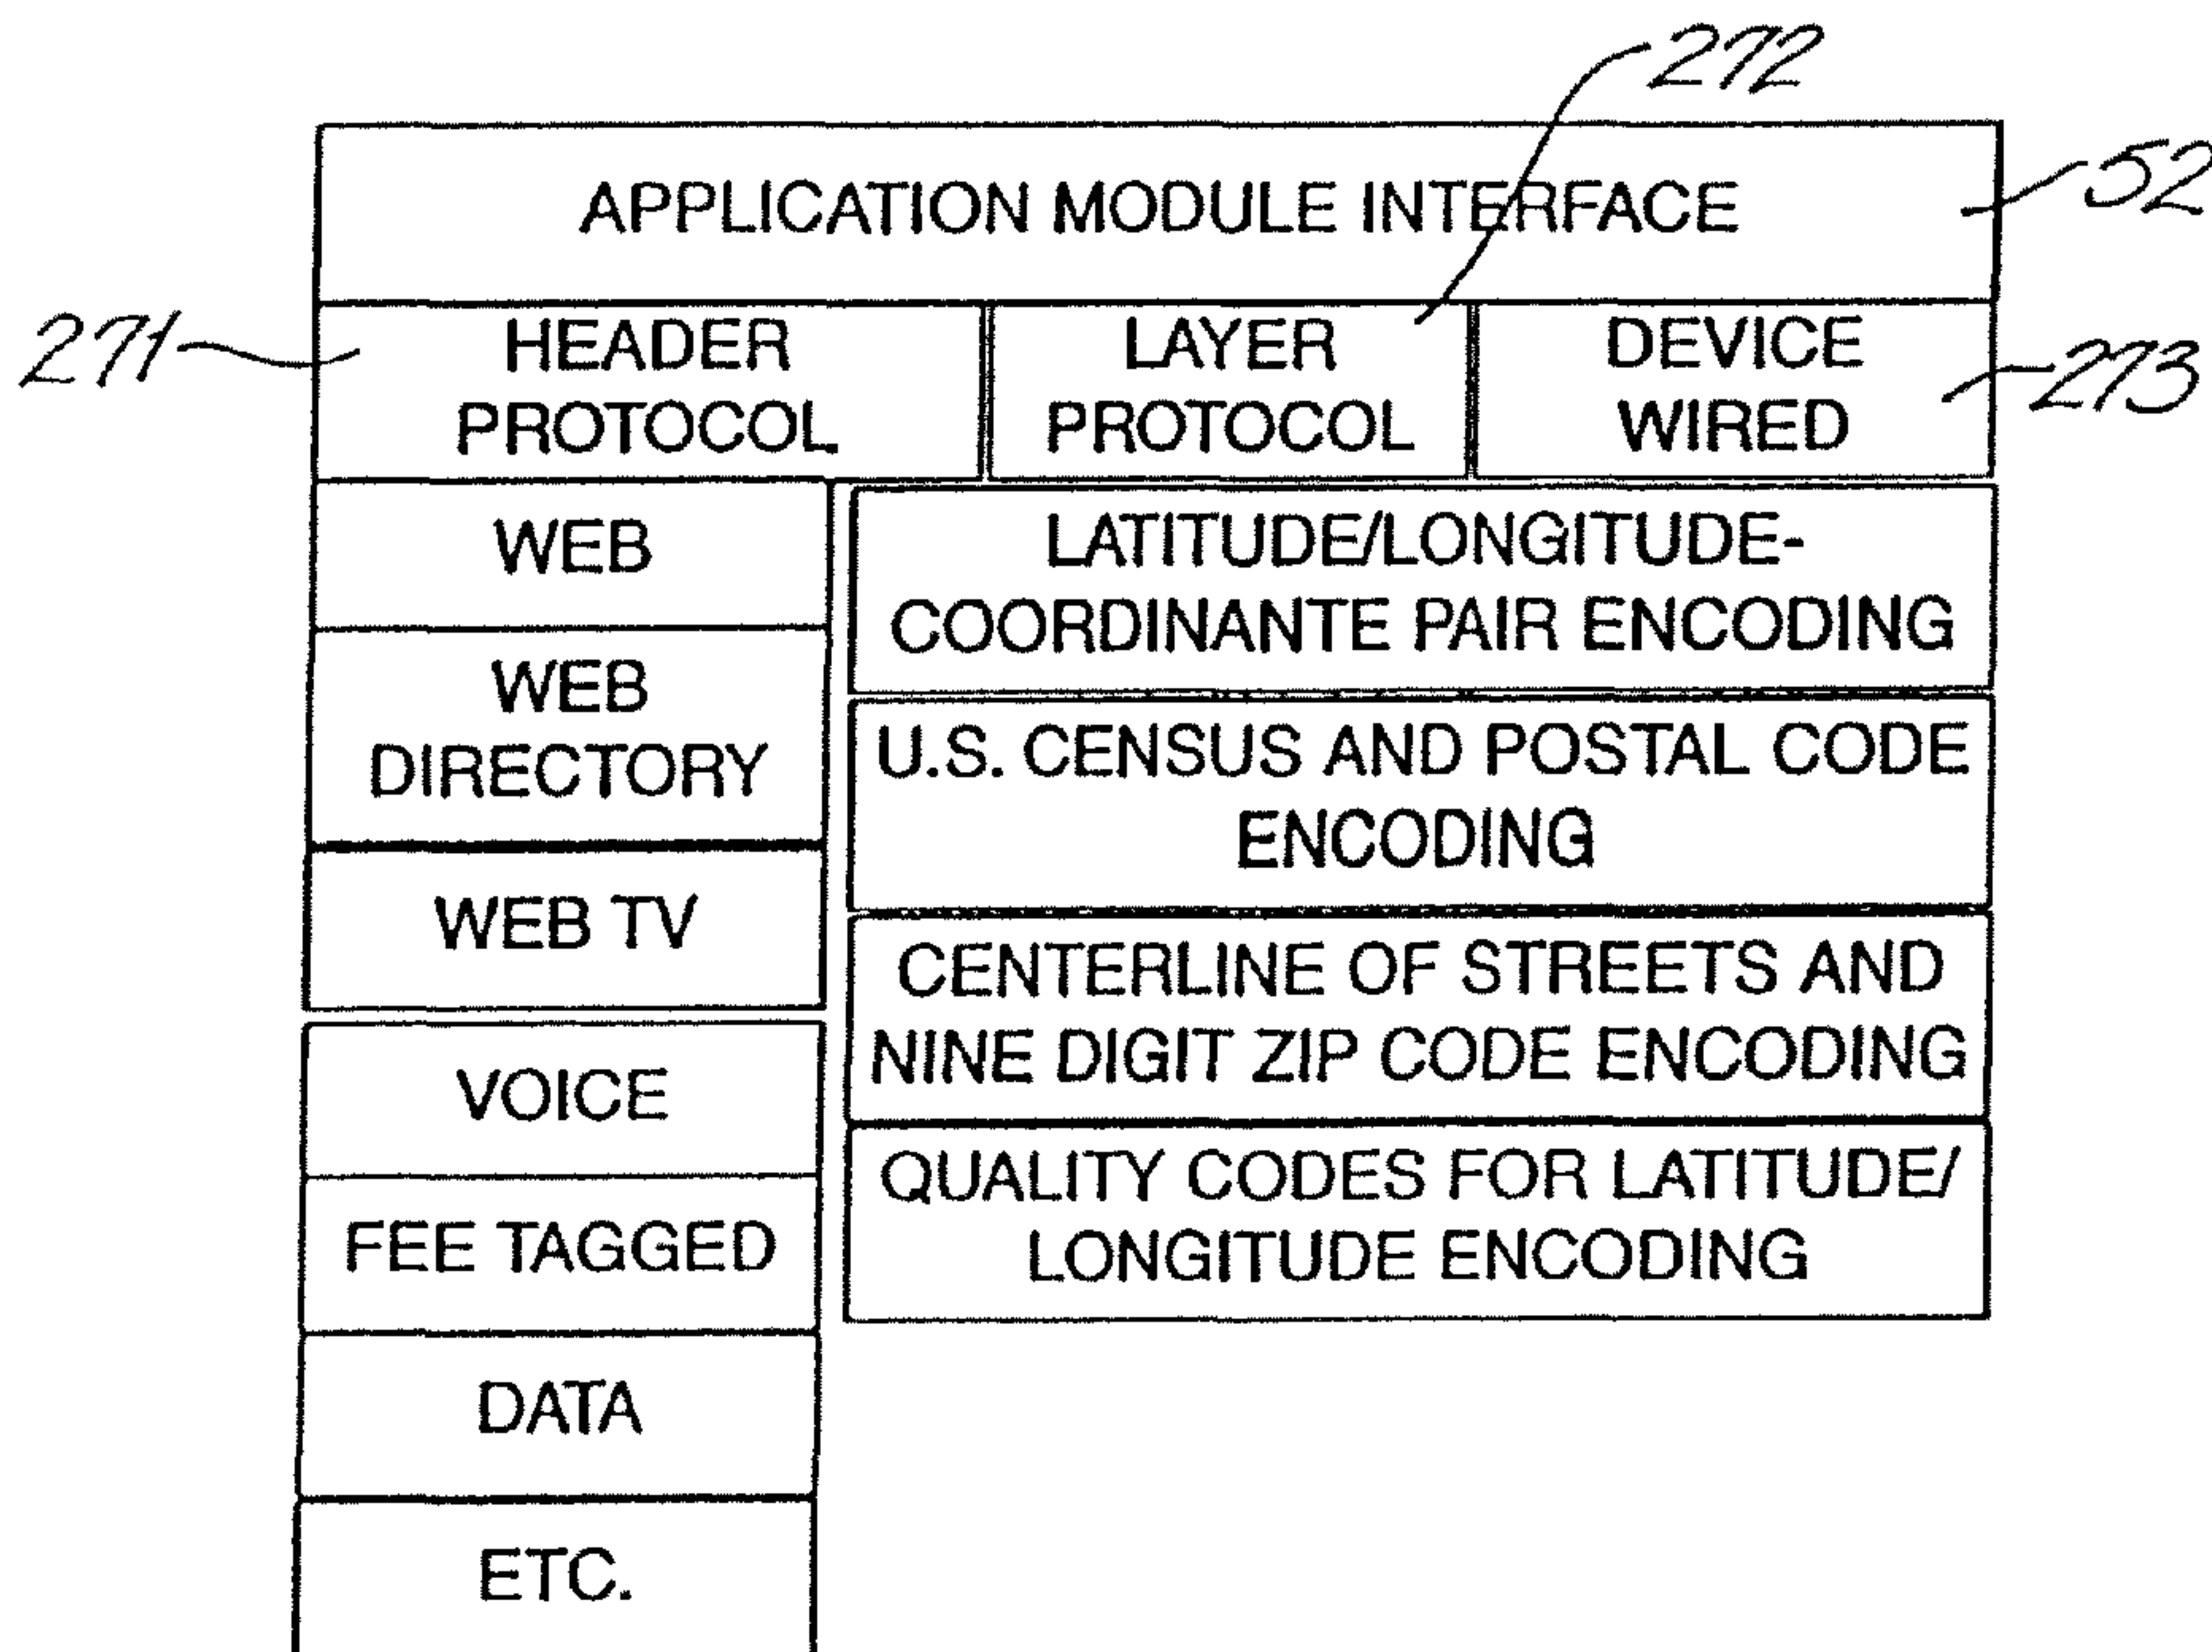 272
APPLICATION MODULE INTERFACE
52
271
HEADER
PROTOCOL
LAYER
PROTOCOL
DEVICE
WIRED
273
WEB
WEB
DIRECTORY
WEB TV
VOICE
FEE TAGGED
DATA
ETC.
LATITUDE/LONGITUDE-
COORDINANTE PAIR ENCODING
U.S. CENSUS AND POSTAL CODE
ENCODING
CENTERLINE OF STREETS AND
NINE DIGIT ZIP CODE ENCODING
QUALITY CODES FOR LATITUDE/
LONGITUDE ENCODING